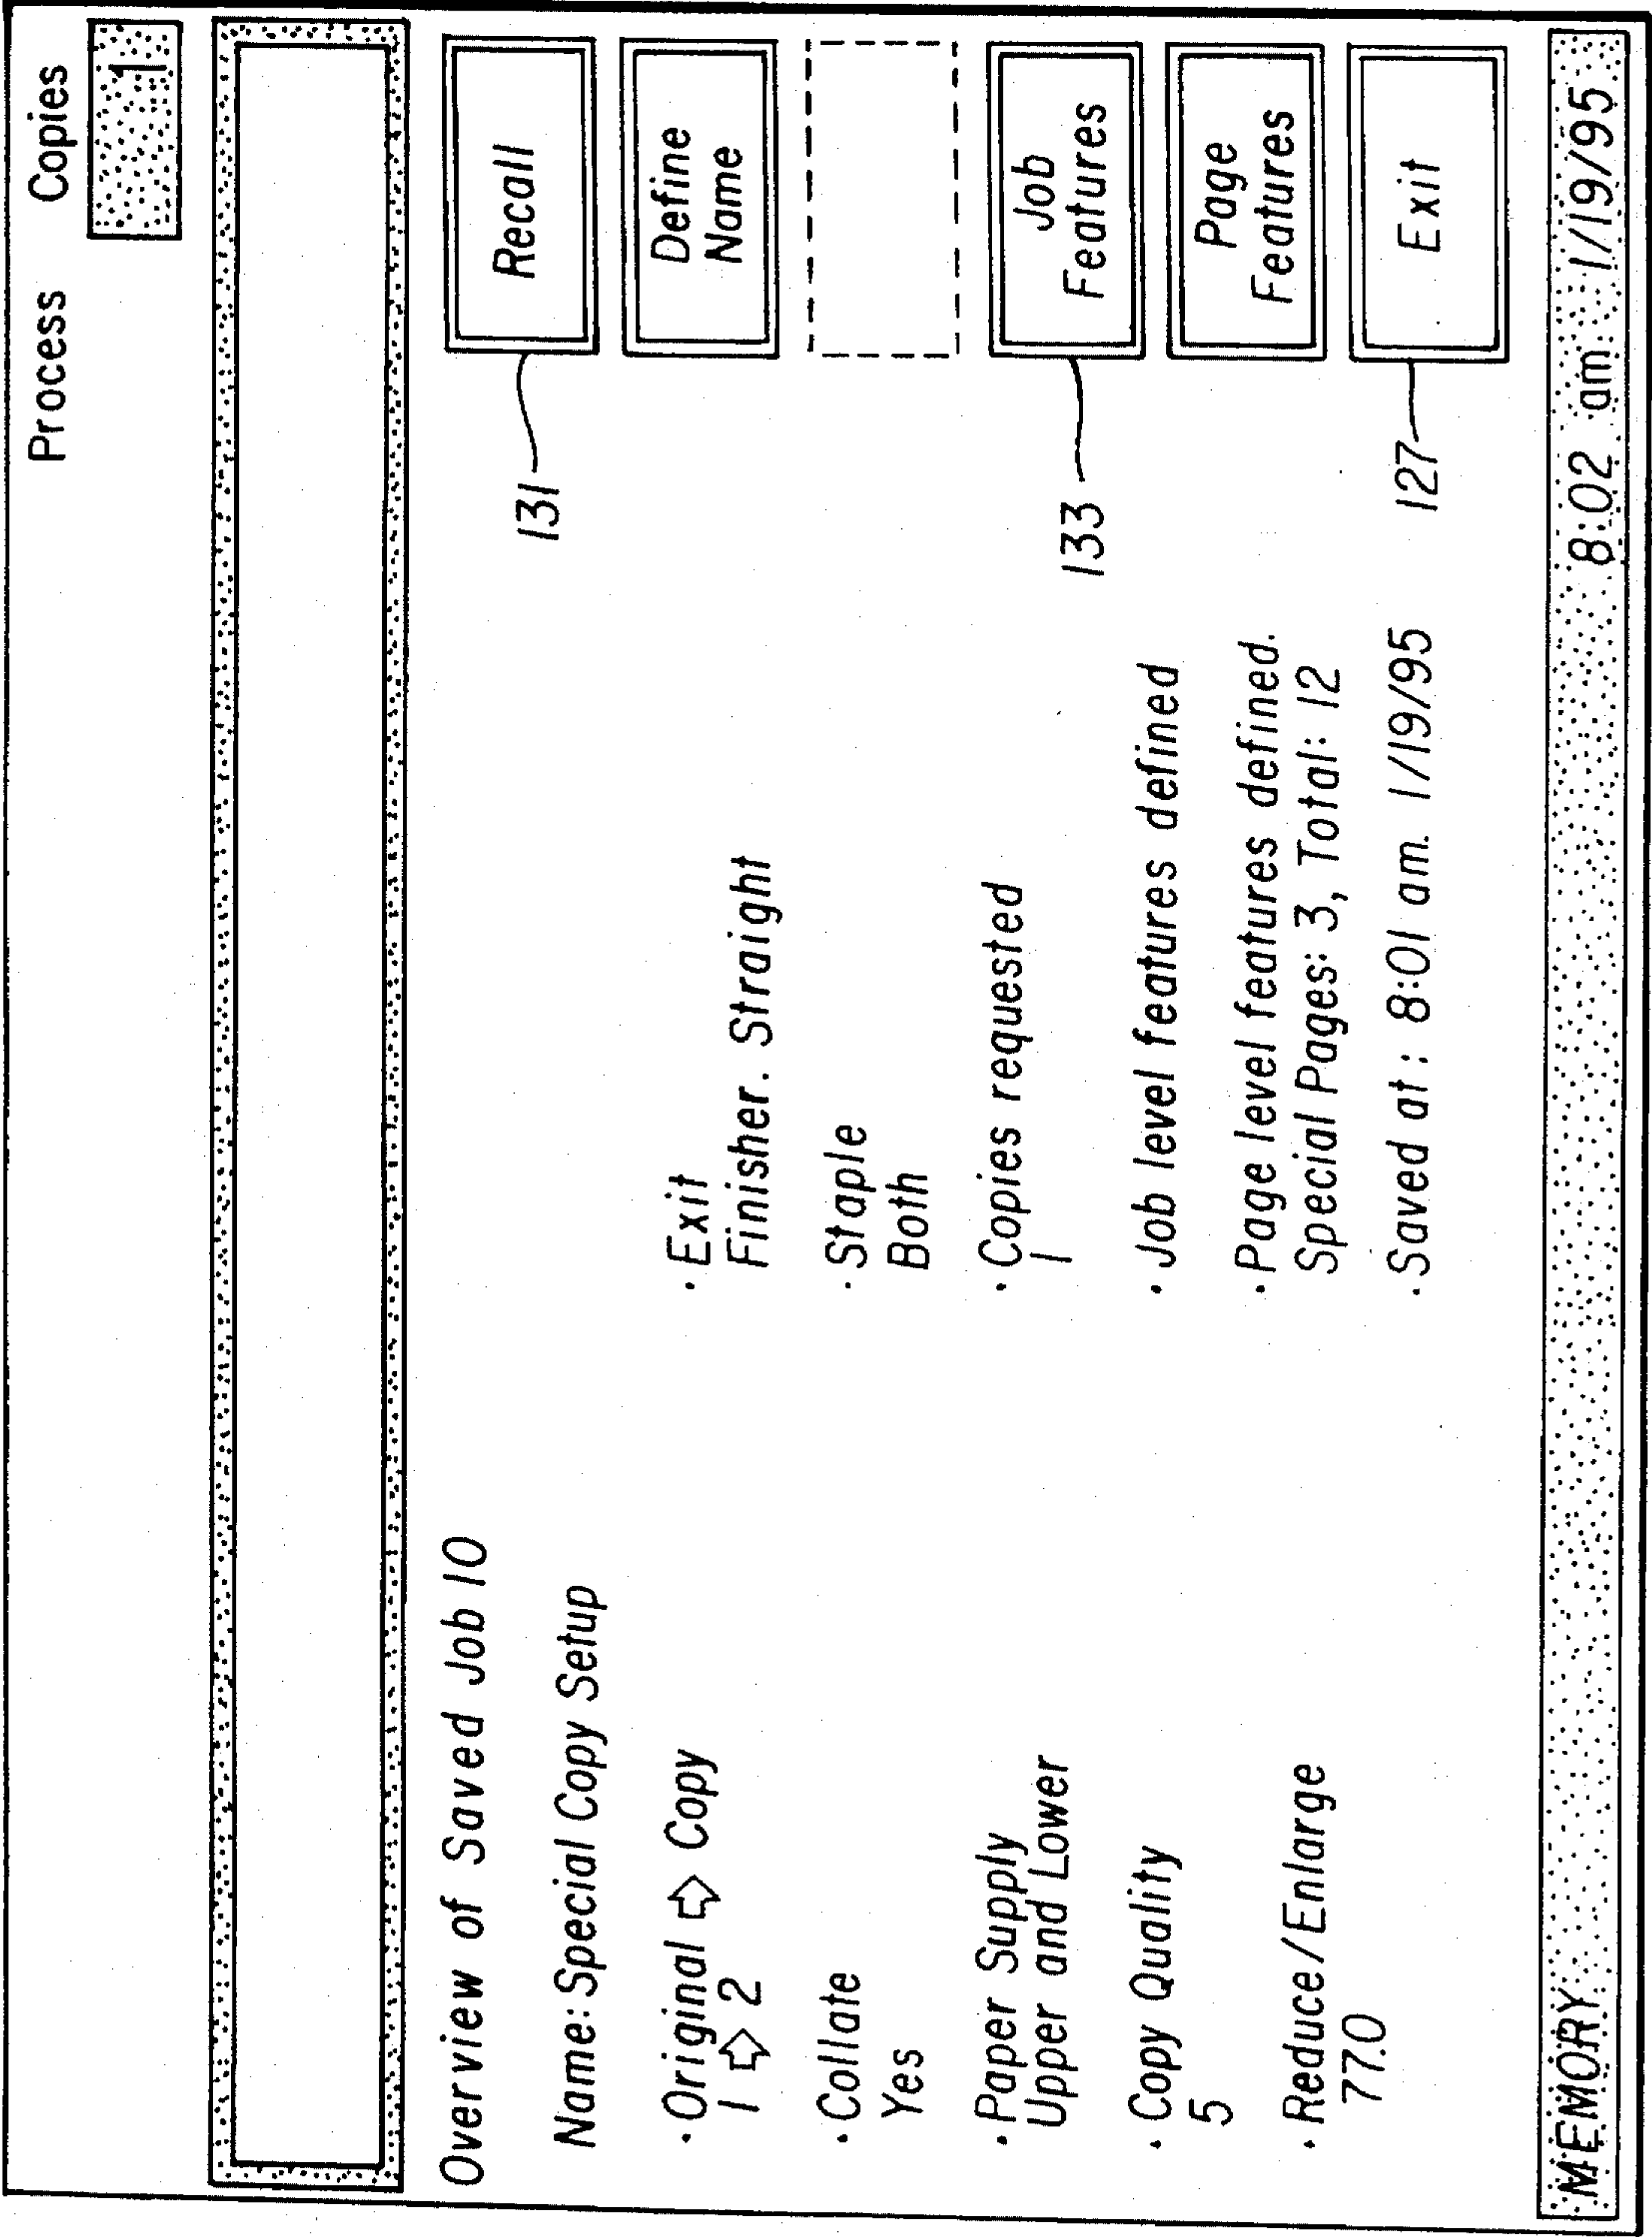 Process Copies
1
Overview of Saved Job 10
Name: Special Copy Setup
· Original ⇨ Copy
1 ⇨ 2
· Collate
Yes
· Paper Supply
Upper and Lower
· Copy Quality
5
· Reduce/Enlarge
77.0
· Exit
Finisher. Straight
· Staple
Both
· Copies requested
1
· Job level features defined
· Page level features defined.
Special Pages: 3, Total: 12
· Saved at: 8:01 am. 1/19/95
Recall
131
Define
Name
Job
Features
133
Page
Features
Exit
127
MEMORY 8:02 am 1/19/95